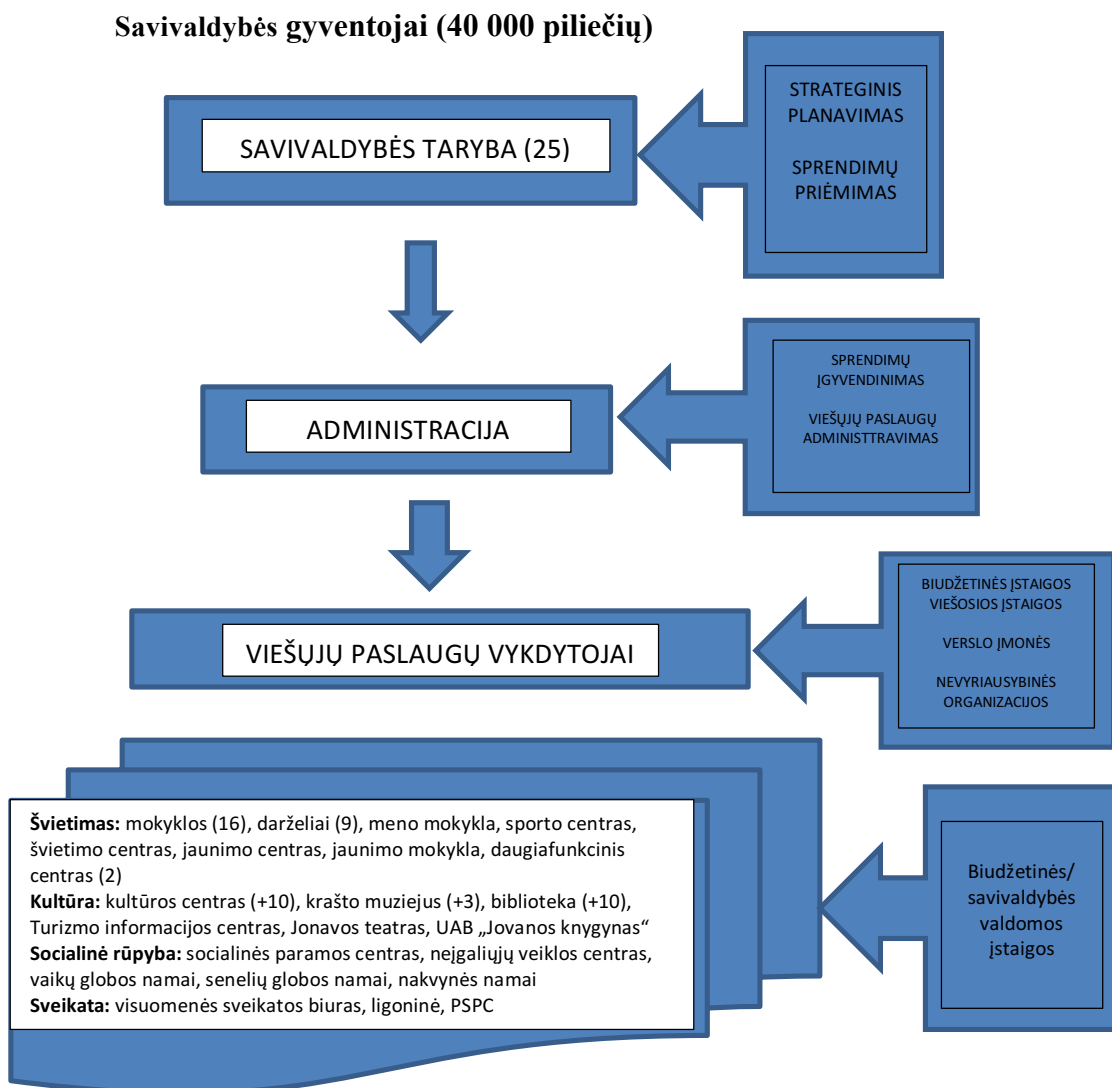 Savivaldybės gyventojai (40 000 piliečių)
SAVIVALDYBĖS TARYBA (25)
STRATEGINIS
PLANAVIMAS
SPRENDIMŲ
PRIĖMIMAS
ADMINISTRACIJA
SPRENDIMŲ
ĮGYVENDINIMAS
VIEŠŲJŲ PASLAUGŲ
ADMINISTTRAVIMAS
VIEŠŲJŲ PASLAUGŲ VYKDYTOJAI
BIUDŽETINĖS ĮSTAIGOS
VIEŠOSIOS ĮSTAIGOS
VERSLO ĮMONĖS
NEVYRIAUSYBINĖS
ORGANIZACIJOS
Švietimas: mokyklos (16), darželiai (9), meno mokykla, sporto centras,
švietimo centras, jaunimo centras, jaunimo mokykla, daugiafunkcinis
centras (2)
Kultūra: kultūros centras (+10), krašto muziejus (+3), biblioteka (+10),
Turizmo informacijos centras, Jonavos teatras, UAB „Jovanos knygynas“
Socialinė rūpyba: socialinės paramos centras, neįgaliųjų veiklos centras,
vaikų globos namai, senelių globos namai, nakvynės namai
Sveikata: visuomenės sveikatos biuras, ligoninė, PSPC
Biudžetinės/
savivaldybės
valdomos
įstaigos